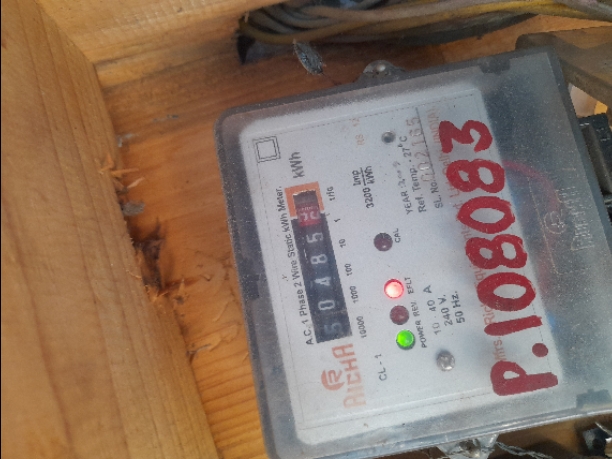 A.C. 1 Phase 2 Wire Static kWh Meter.
kWh
5 0 4 8 5
10000 1000 100 10 1 1/10
RICHA
CL - 1
3200 Imp/kWh
CAL
POWER REV EFLT
10 - 40 A
240 V.
50 Hz.
YEAR
Ref. Temp. : 27°C
SL. No.
P.108083